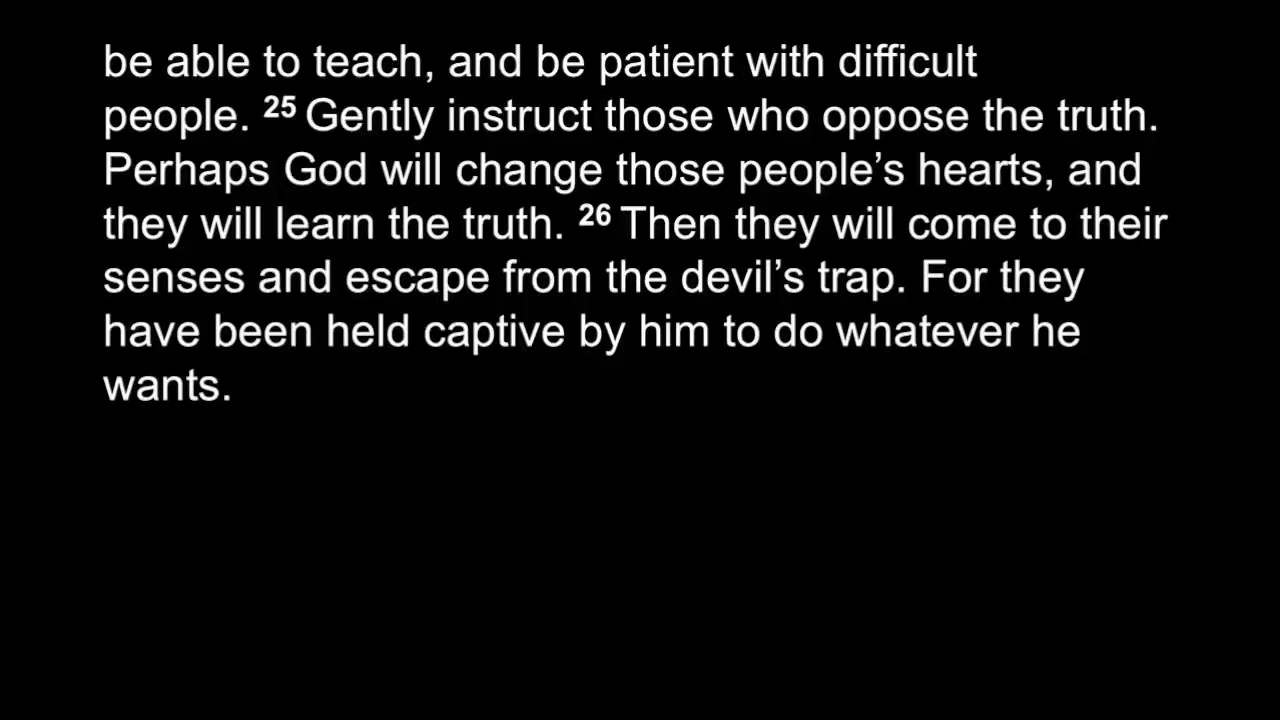 be able to teach, and be patient with difficult
people. 25 Gently instruct those who oppose the truth.
Perhaps God will change those people’s hearts, and
they will learn the truth. 26 Then they will come to their
senses and escape from the devil’s trap. For they
have been held captive by him to do whatever he
wants.